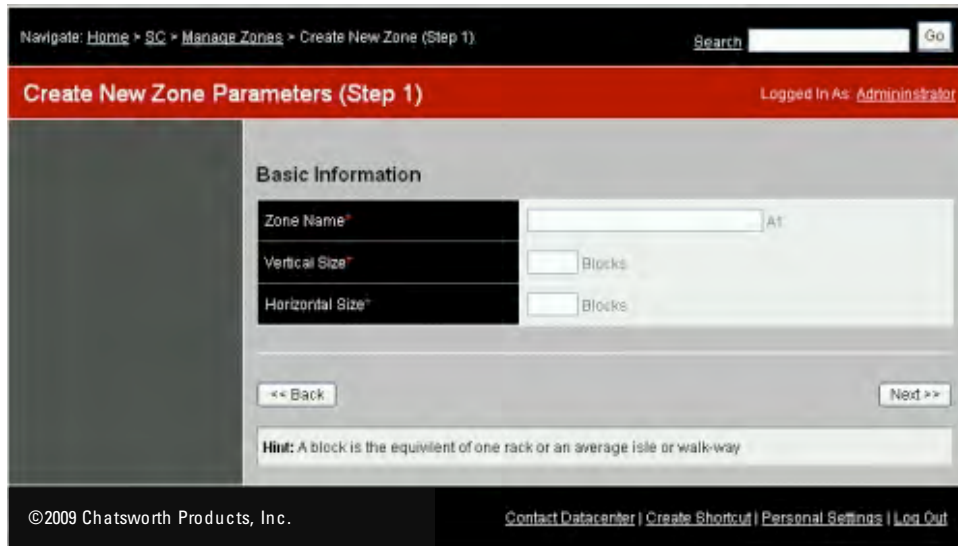 Navigate: Home > SC > Manage Zones > Create New Zone (Step 1)
Search
Go
Create New Zone Parameters (Step 1)
Logged In As: Admininstrator
Basic Information
Zone Name*
A1
Vertical Size*
Blocks
Horizontal Size*
Blocks
<< Back
Next >>
Hint: A block is the equivilent of one rack or an average isle or walk-way
©2009 Chatsworth Products, Inc.
Contact Datacenter | Create Shortcut | Personal Settings | Log Out